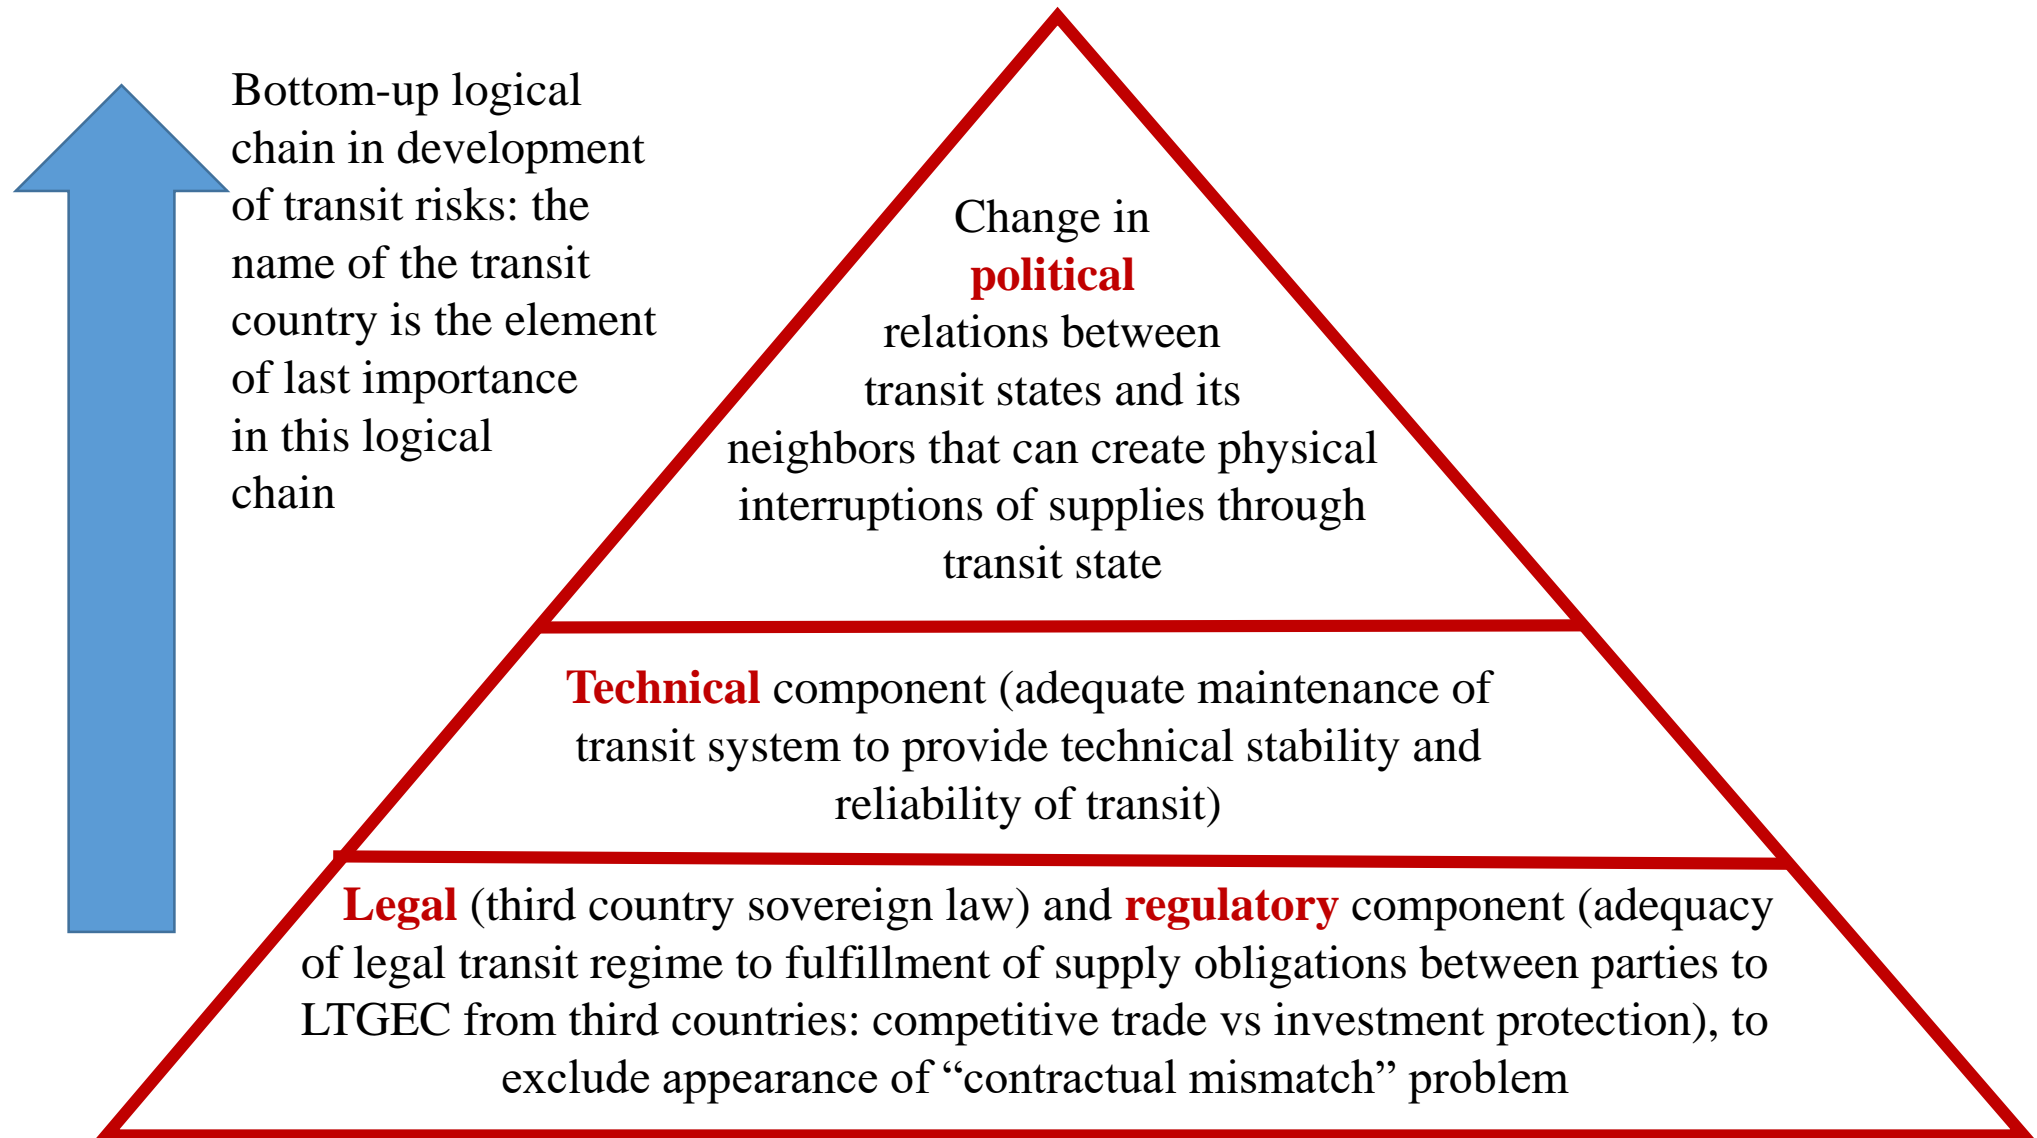 Bottom-up logical
chain in development
of transit risks: the
name of the transit
country is the element
of last importance
in this logical
chain
Change in
political
relations between
transit states and its
neighbors that can create physical
interruptions of supplies through
transit state
Technical component (adequate maintenance of
transit system to provide technical stability and
reliability of transit)
Legal (third country sovereign law) and regulatory component (adequacy
of legal transit regime to fulfillment of supply obligations between parties to
LTGEC from third countries: competitive trade vs investment protection), to
exclude appearance of “contractual mismatch” problem